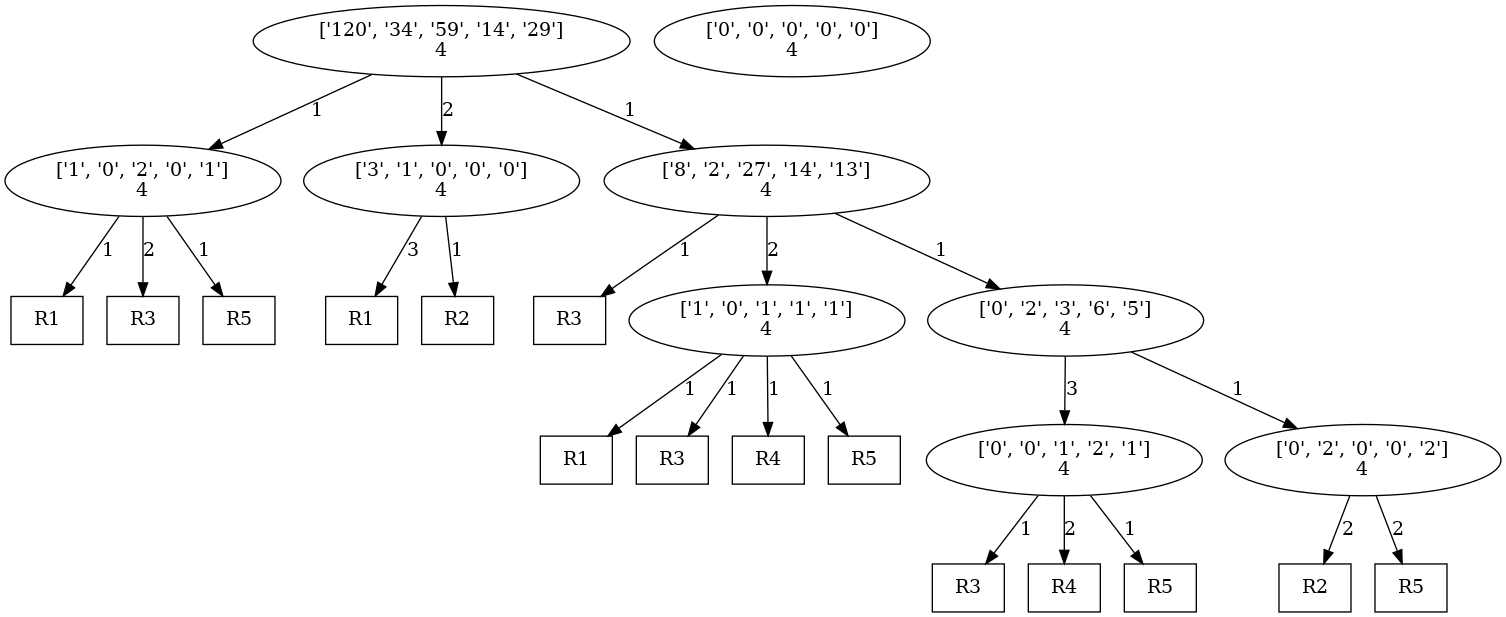 ['120', '34', '59', '14', '29']
4
['0', '0', '0', '0', '0']
4
1
2
1
['1', '0', '2', '0', '1']
4
['3', '1', '0', '0', '0']
4
['8', '2', '27', '14', '13']
4
1
2
1
3
1
1
2
1
R1
R3
R5
R1
R2
R3
['1', '0', '1', '1', '1']
4
['0', '2', '3', '6', '5']
4
1
1
1
1
3
1
R1
R3
R4
R5
['0', '0', '1', '2', '1']
4
['0', '2', '0', '0', '2']
4
1
2
1
2
2
R3
R4
R5
R2
R5